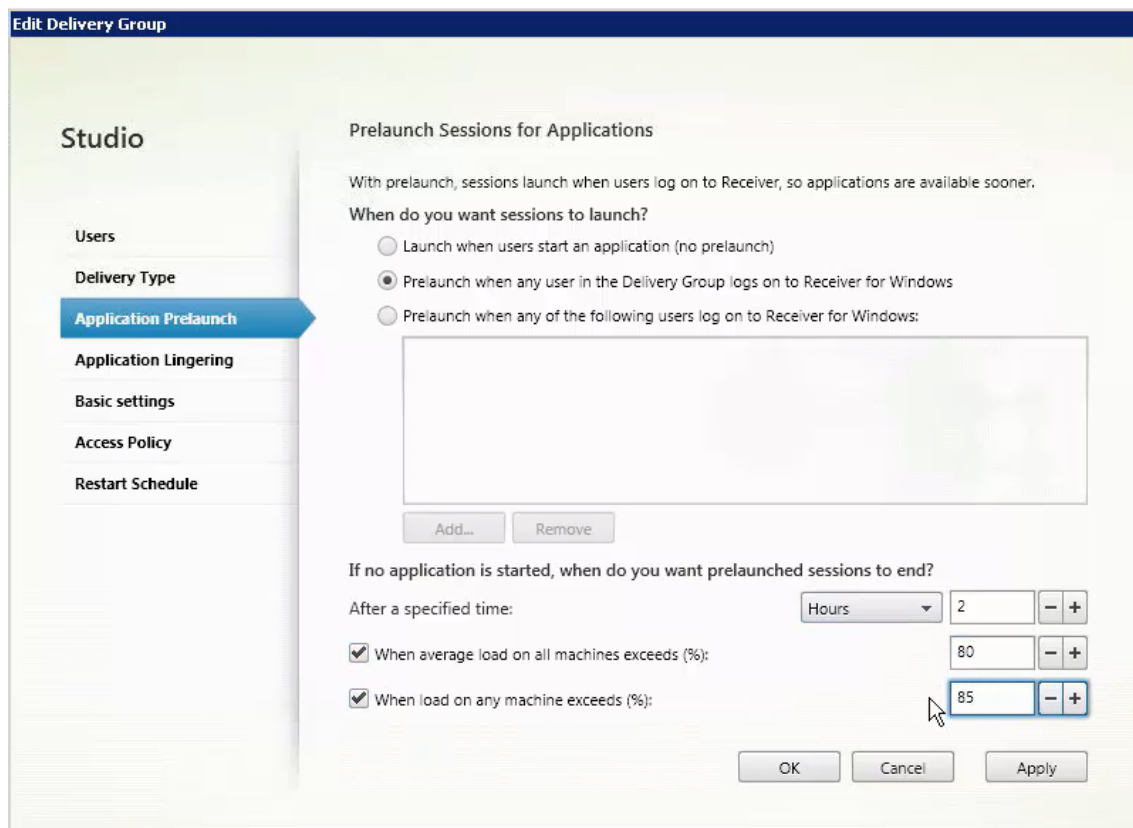 Edit Delivery Group
Studio
Users
Delivery Type
Application Prelaunch
Application Lingering
Basic settings
Access Policy
Restart Schedule
Prelaunch Sessions for Applications
With prelaunch, sessions launch when users log on to Receiver, so applications are available sooner.
When do you want sessions to launch?
Launch when users start an application (no prelaunch)
Prelaunch when any user in the Delivery Group logs on to Receiver for Windows
Prelaunch when any of the following users log on to Receiver for Windows:
Add... Remove
If no application is started, when do you want prelaunched sessions to end?
After a specified time: Hours 2 − +
When average load on all machines exceeds (%): 80 − +
When load on any machine exceeds (%): 85 − +
OK Cancel Apply